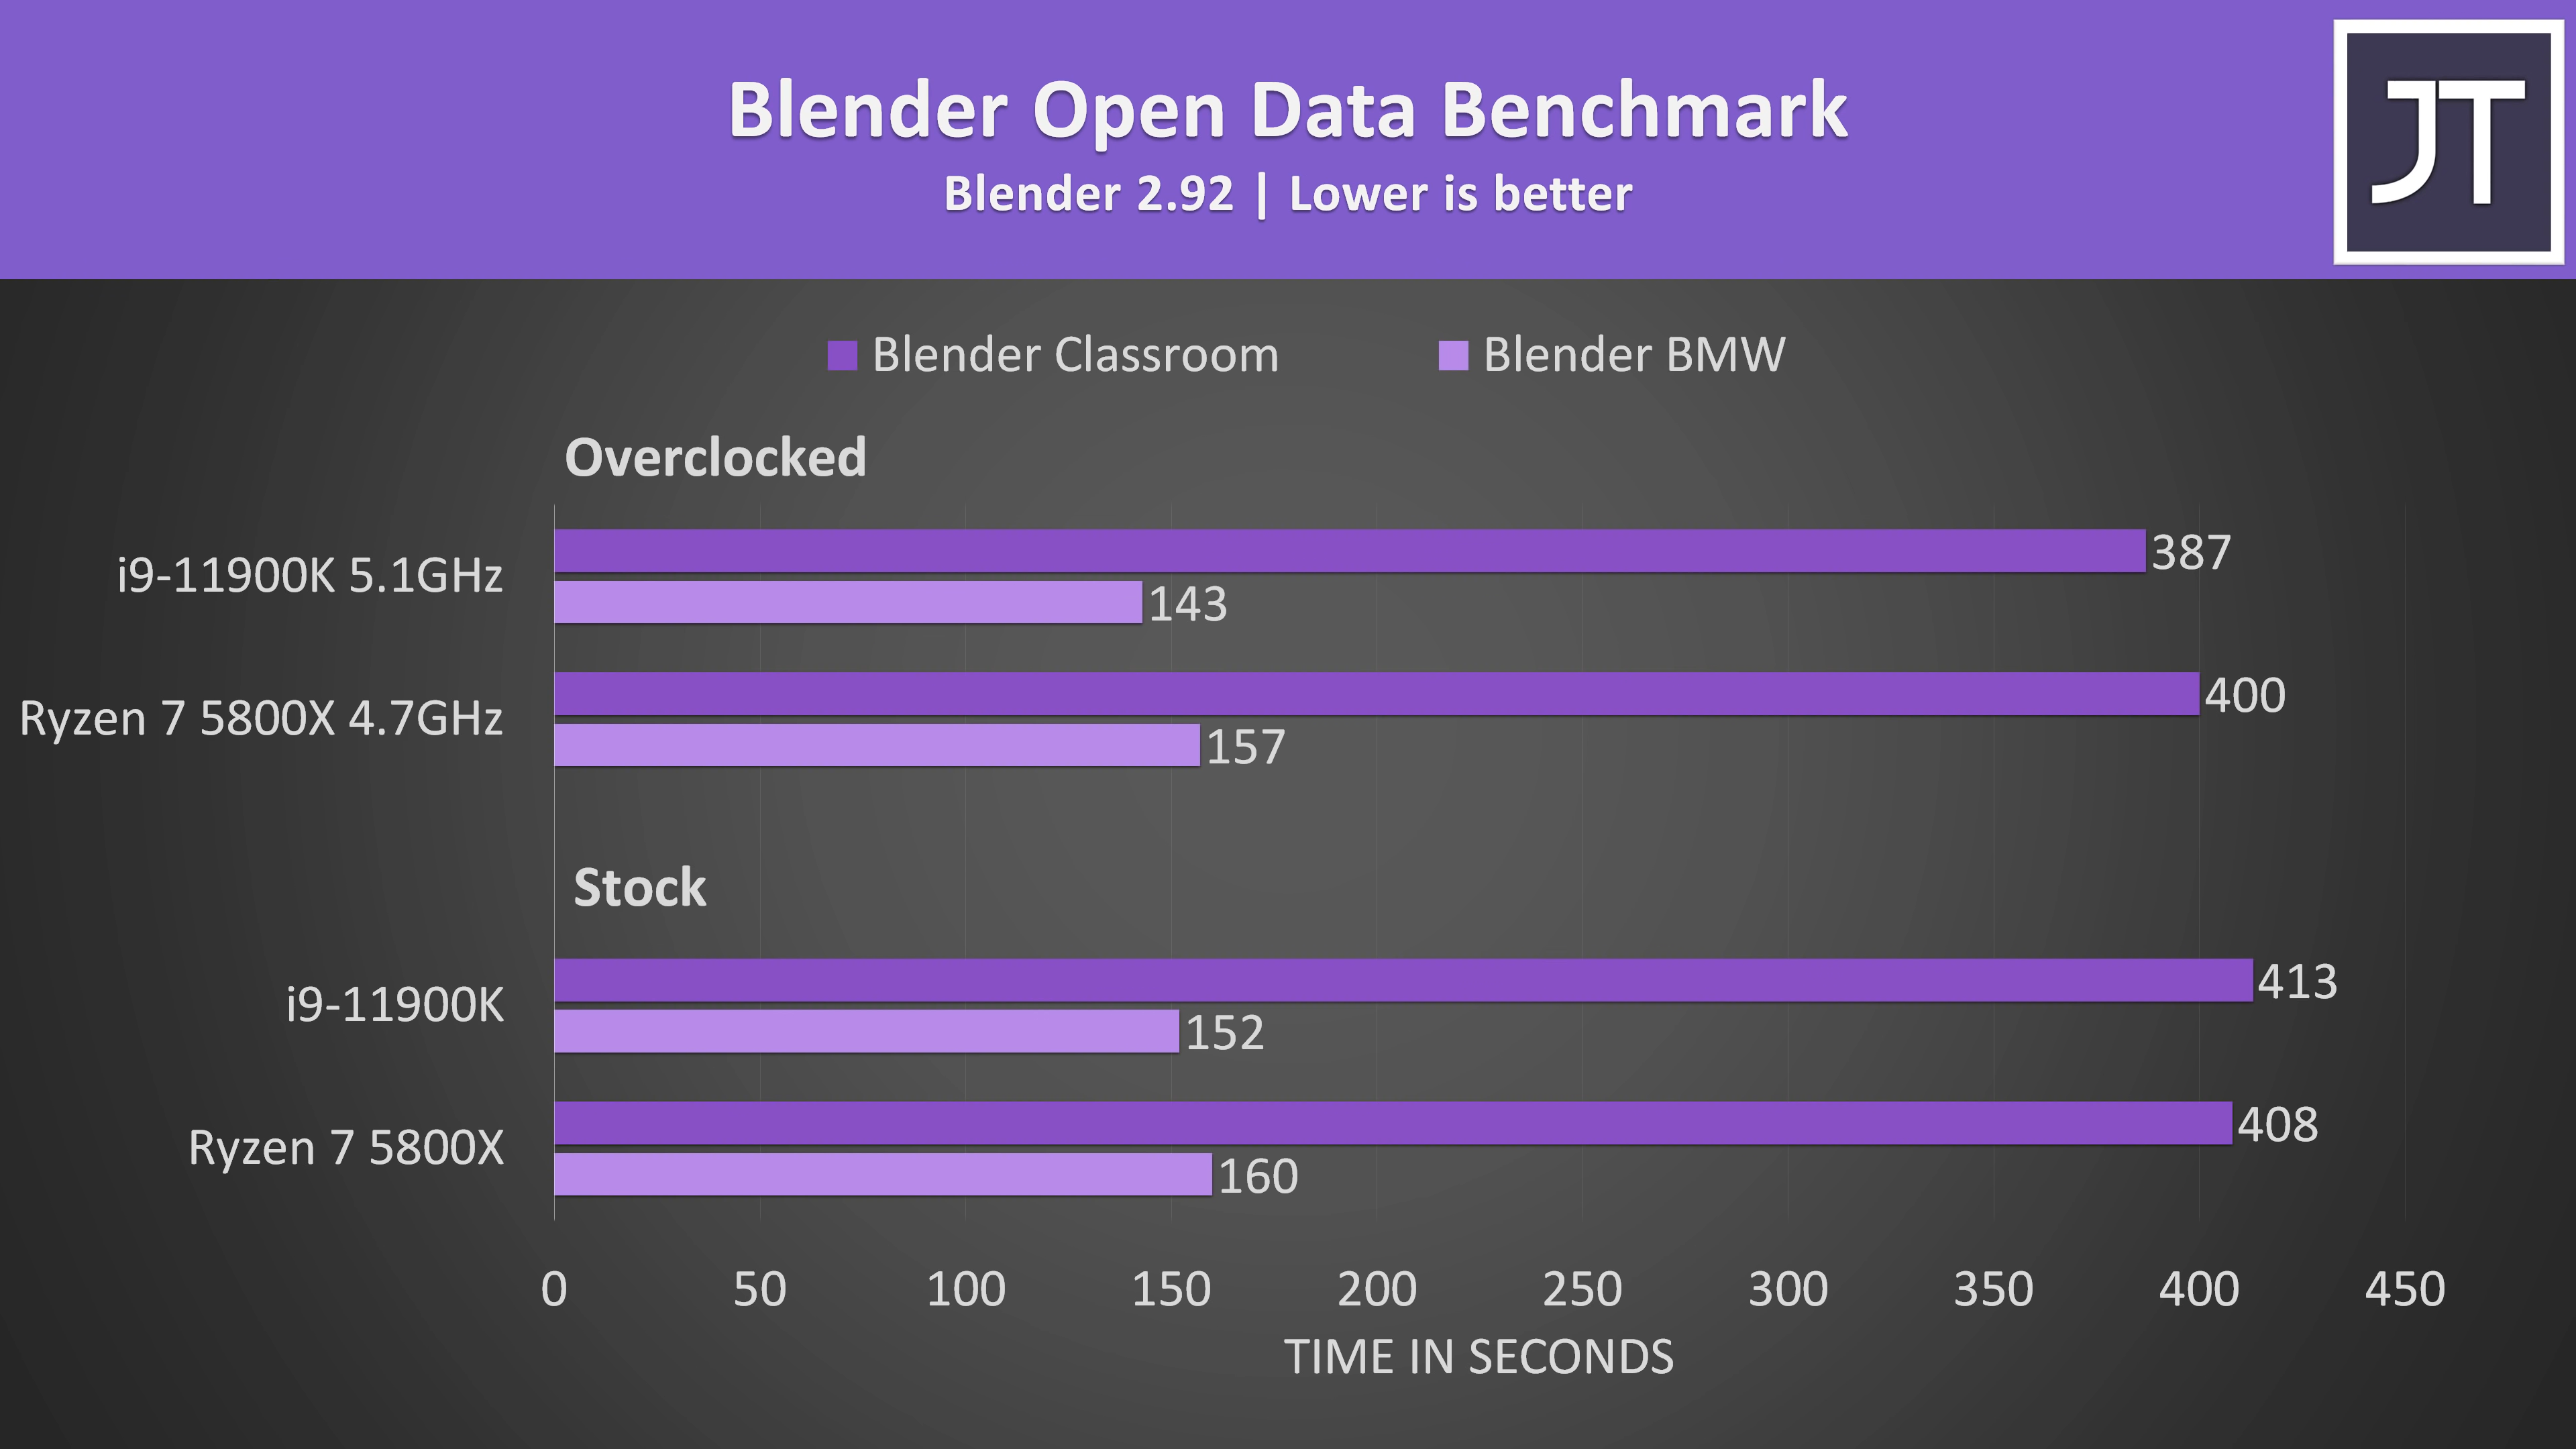 Blender Open Data Benchmark
Blender 2.92 | Lower is better
JT
Blender Classroom
Blender BMW
Overclocked
i9-11900K 5.1GHz
387
143
Ryzen 7 5800X 4.7GHz
400
157
Stock
i9-11900K
413
152
Ryzen 7 5800X
408
160
0 50 100 150 200 250 300 350 400 450
TIME IN SECONDS